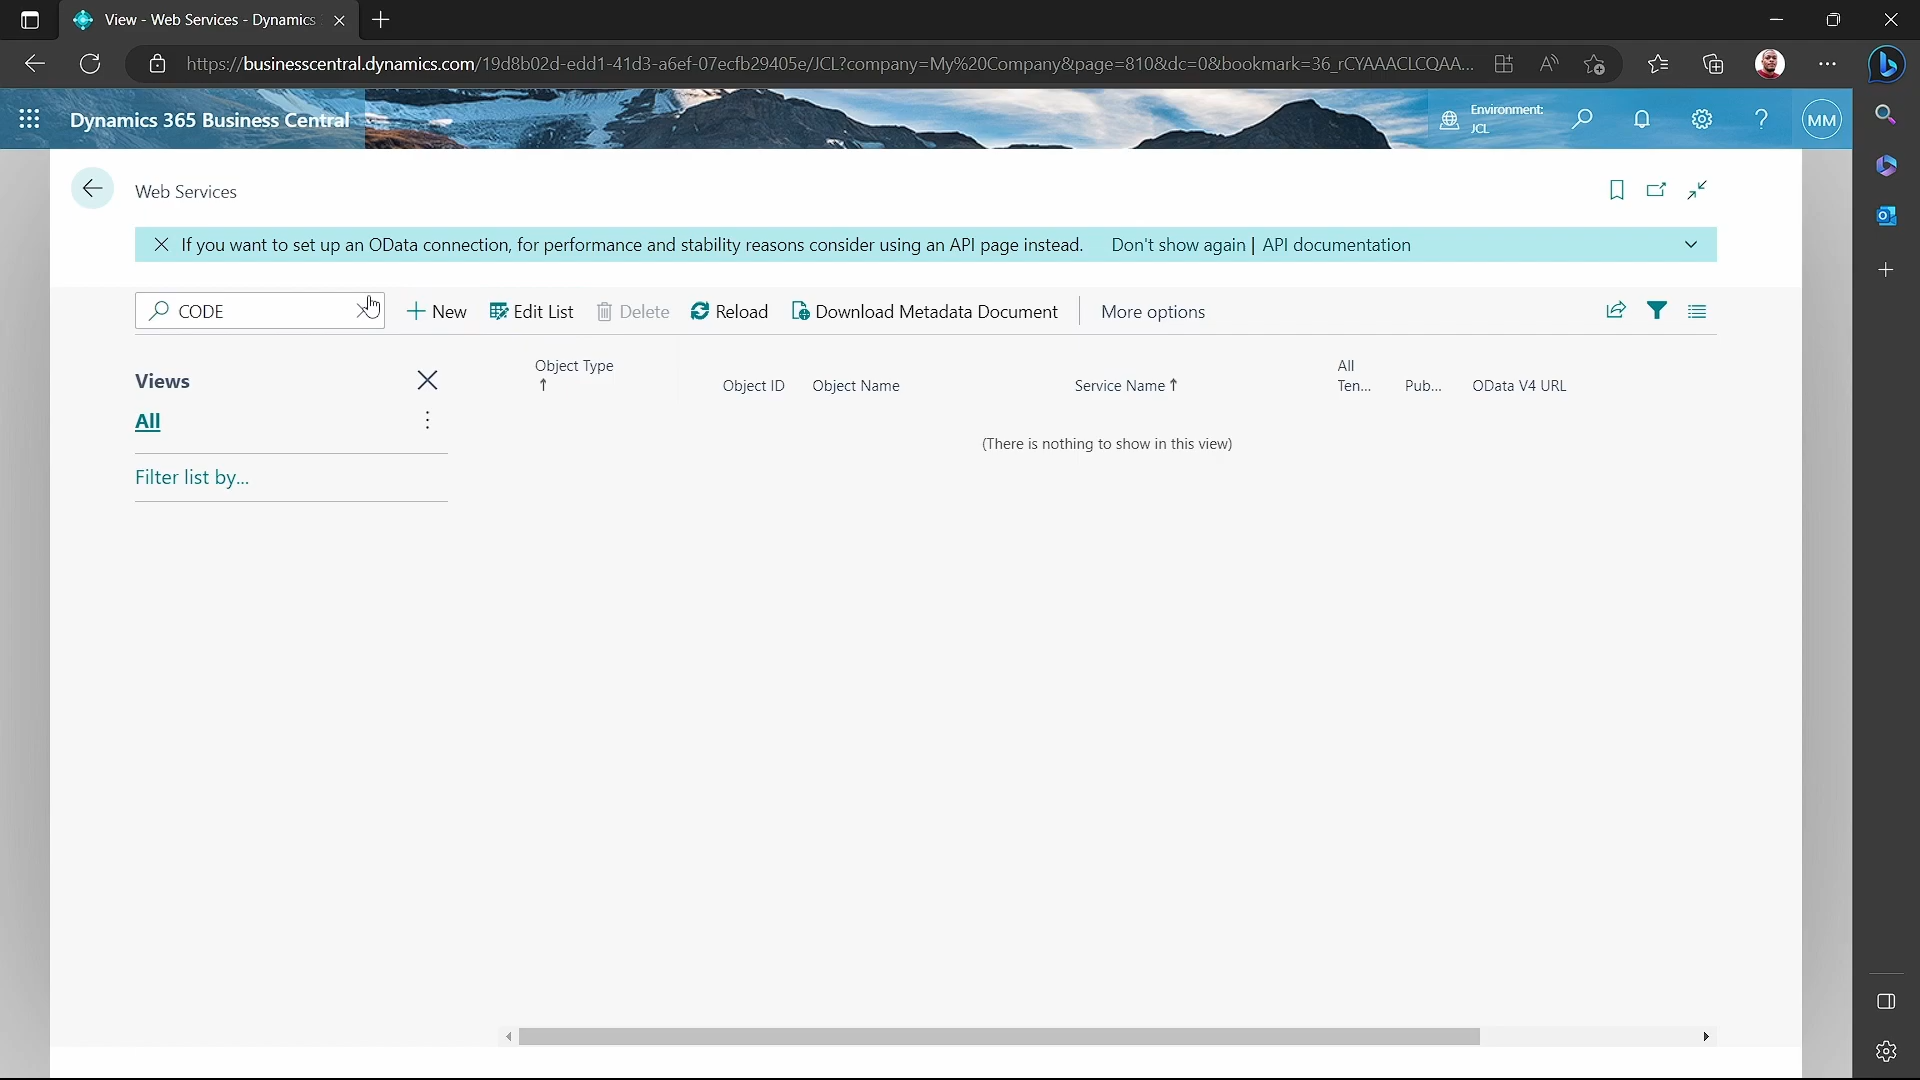 View - Web Services - Dynamics
https://businesscentral.dynamics.com/19d8b02d-edd1-41d3-a6ef-07ecfb29405e/JCL?company=My%20Company&page=810&dc=0&bookmark=36_rCYAAACLCQAA...
Dynamics 365 Business Central
Environment:
JCL
MM
Web Services
If you want to set up an OData connection, for performance and stability reasons consider using an API page instead. Don't show again | API documentation
CODE
New
Edit List
Delete
Reload
Download Metadata Document
More options
Views
All
Filter list by...
Object Type
Object ID
Object Name
Service Name
All
Ten...
Pub...
OData V4 URL
(There is nothing to show in this view)